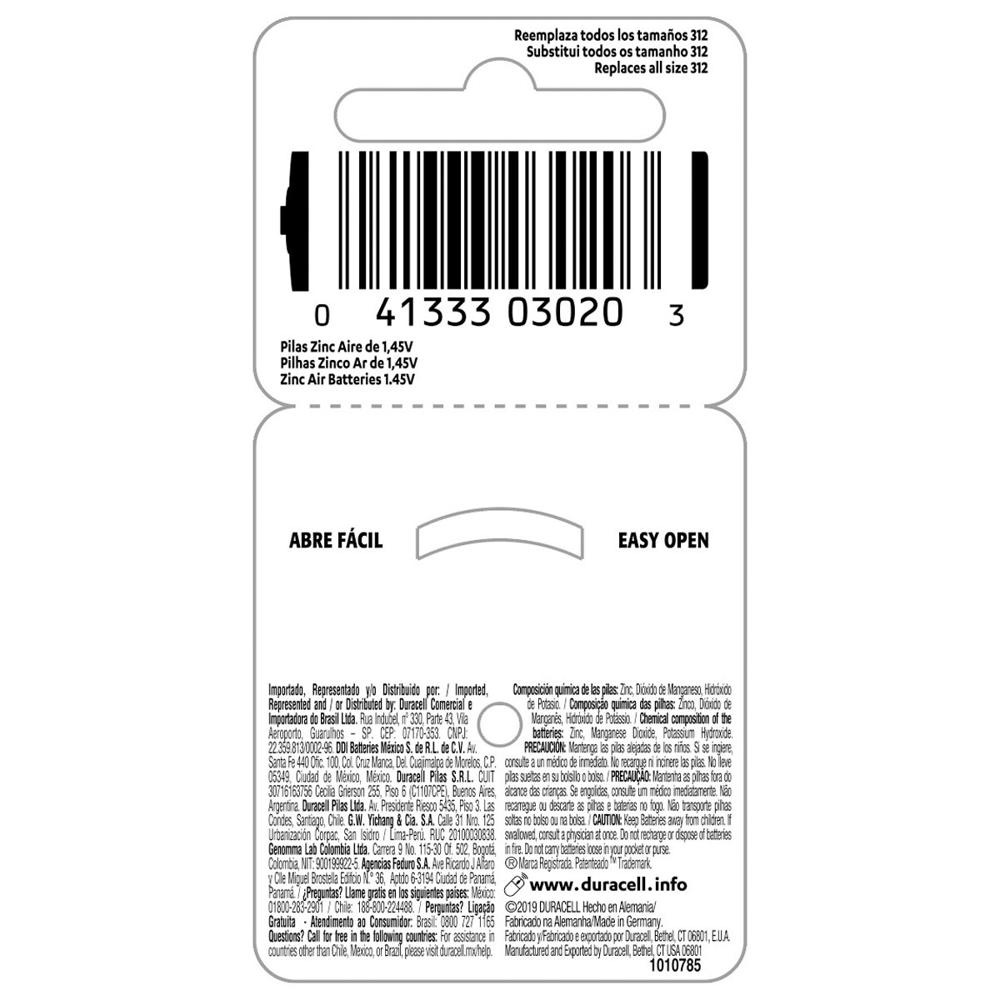 Reemplaza todos los tamaños 312
Substitui todos os tamanho 312
Replaces all size 312
0 41333 03020 3
Pilas Zinc Aire de 1,45V
Pilhas Zinco Ar de 1,45V
Zinc Air Batteries 1.45V
ABRE FÁCIL
EASY OPEN
Importado, Representado y/o Distribuido por: / Imported,
Represented and / or Distributed by: Duracell Comercial e
Importadora do Brasil Ltda. Rua Indubel, n° 330, Parte 43, Vila
Aeroporto, Guarulhos – SP. CEP: 07170-353. CNPJ:
22.359.813/0002-96. DDI Batteries México S. de R.L. de C.V. Av.
Santa Fe 440 Ofic. 100, Col. Cruz Manca, Del. Cuajimalpa de Morelos, C.P.
05349, Ciudad de México, México. Duracell Pilas S.R.L. CUIT
30716163756 Cecilia Grierson 255, Piso 6 (C1107CPE), Buenos Aires,
Argentina. Duracell Pilas Ltda. Av. Presidente Riesco 5435, Piso 3. Las
Condes, Santiago, Chile. G.W. Yichang & Cia. S.A. Calle 31 Nro. 125
Urbanización Corpac, San Isidro / Lima-Perú. RUC 20100030838.
Genomma Lab Colombia Ltda. Carrera 9 No. 115-30 Of. 502, Bogotá,
Colombia, NIT: 900199922-5. Agencias Feduro S.A. Ave Ricardo J Alfaro
y Clle Miguel Brostella Edifcio N.° 36, Aptdo 6-3194 Ciudad de Panamá,
Panamá. / ¿Preguntas? Llame gratis en los siguientes países: México:
01800-283-2901 / Chile: 188-800-224488. / Perguntas? Ligação
Gratuita - Atendimento ao Consumidor: Brasil: 0800 727 1165
Questions? Call for free in the following countries: For assistance in
countries other than Chile, Mexico, or Brazil, please visit duracell.mx/help.
Composición química de las pilas: Zinc, Dióxido de Manganeso, Hidróxido
de Potasio. / Composição química das pilhas: Zinco, Dióxido de
Manganês, Hidróxido de Potássio. / Chemical composition of the
batteries: Zinc, Manganese Dioxide, Potassium Hydroxide.
PRECAUCIÓN: Mantenga las pilas alejadas de los niños. Si se ingiere,
consulte a un médico de inmediato. No recargue ni incinere las pilas. No lleve
pilas sueltas en su bolsillo o bolso. / PRECAUÇÃO: Mantenha as pilhas fora do
alcance das crianças. Se engolidas, consulte um médico imediatamente. Não
recarregue ou descarte as pilhas e baterias no fogo. Não transporte pilhas
soltas no bolso ou na bolsa. / CAUTION: Keep Batteries away from children. If
swallowed, consult a physician at once. Do not recharge or dispose of batteries
in fire. Do not carry batteries loose in your pocket or purse.
® Marca Registrada. Patenteado ™ Trademark.
www.duracell.info
©2019 DURACELL Hecho en Alemania/
Fabricado na Alemanha/Made in Germany.
Fabricado y/Fabricado e exportado por Duracell, Bethel, CT 06801, E.U.A.
Manufactured and Exported by Duracell, Bethel, CT USA 06801
1010785